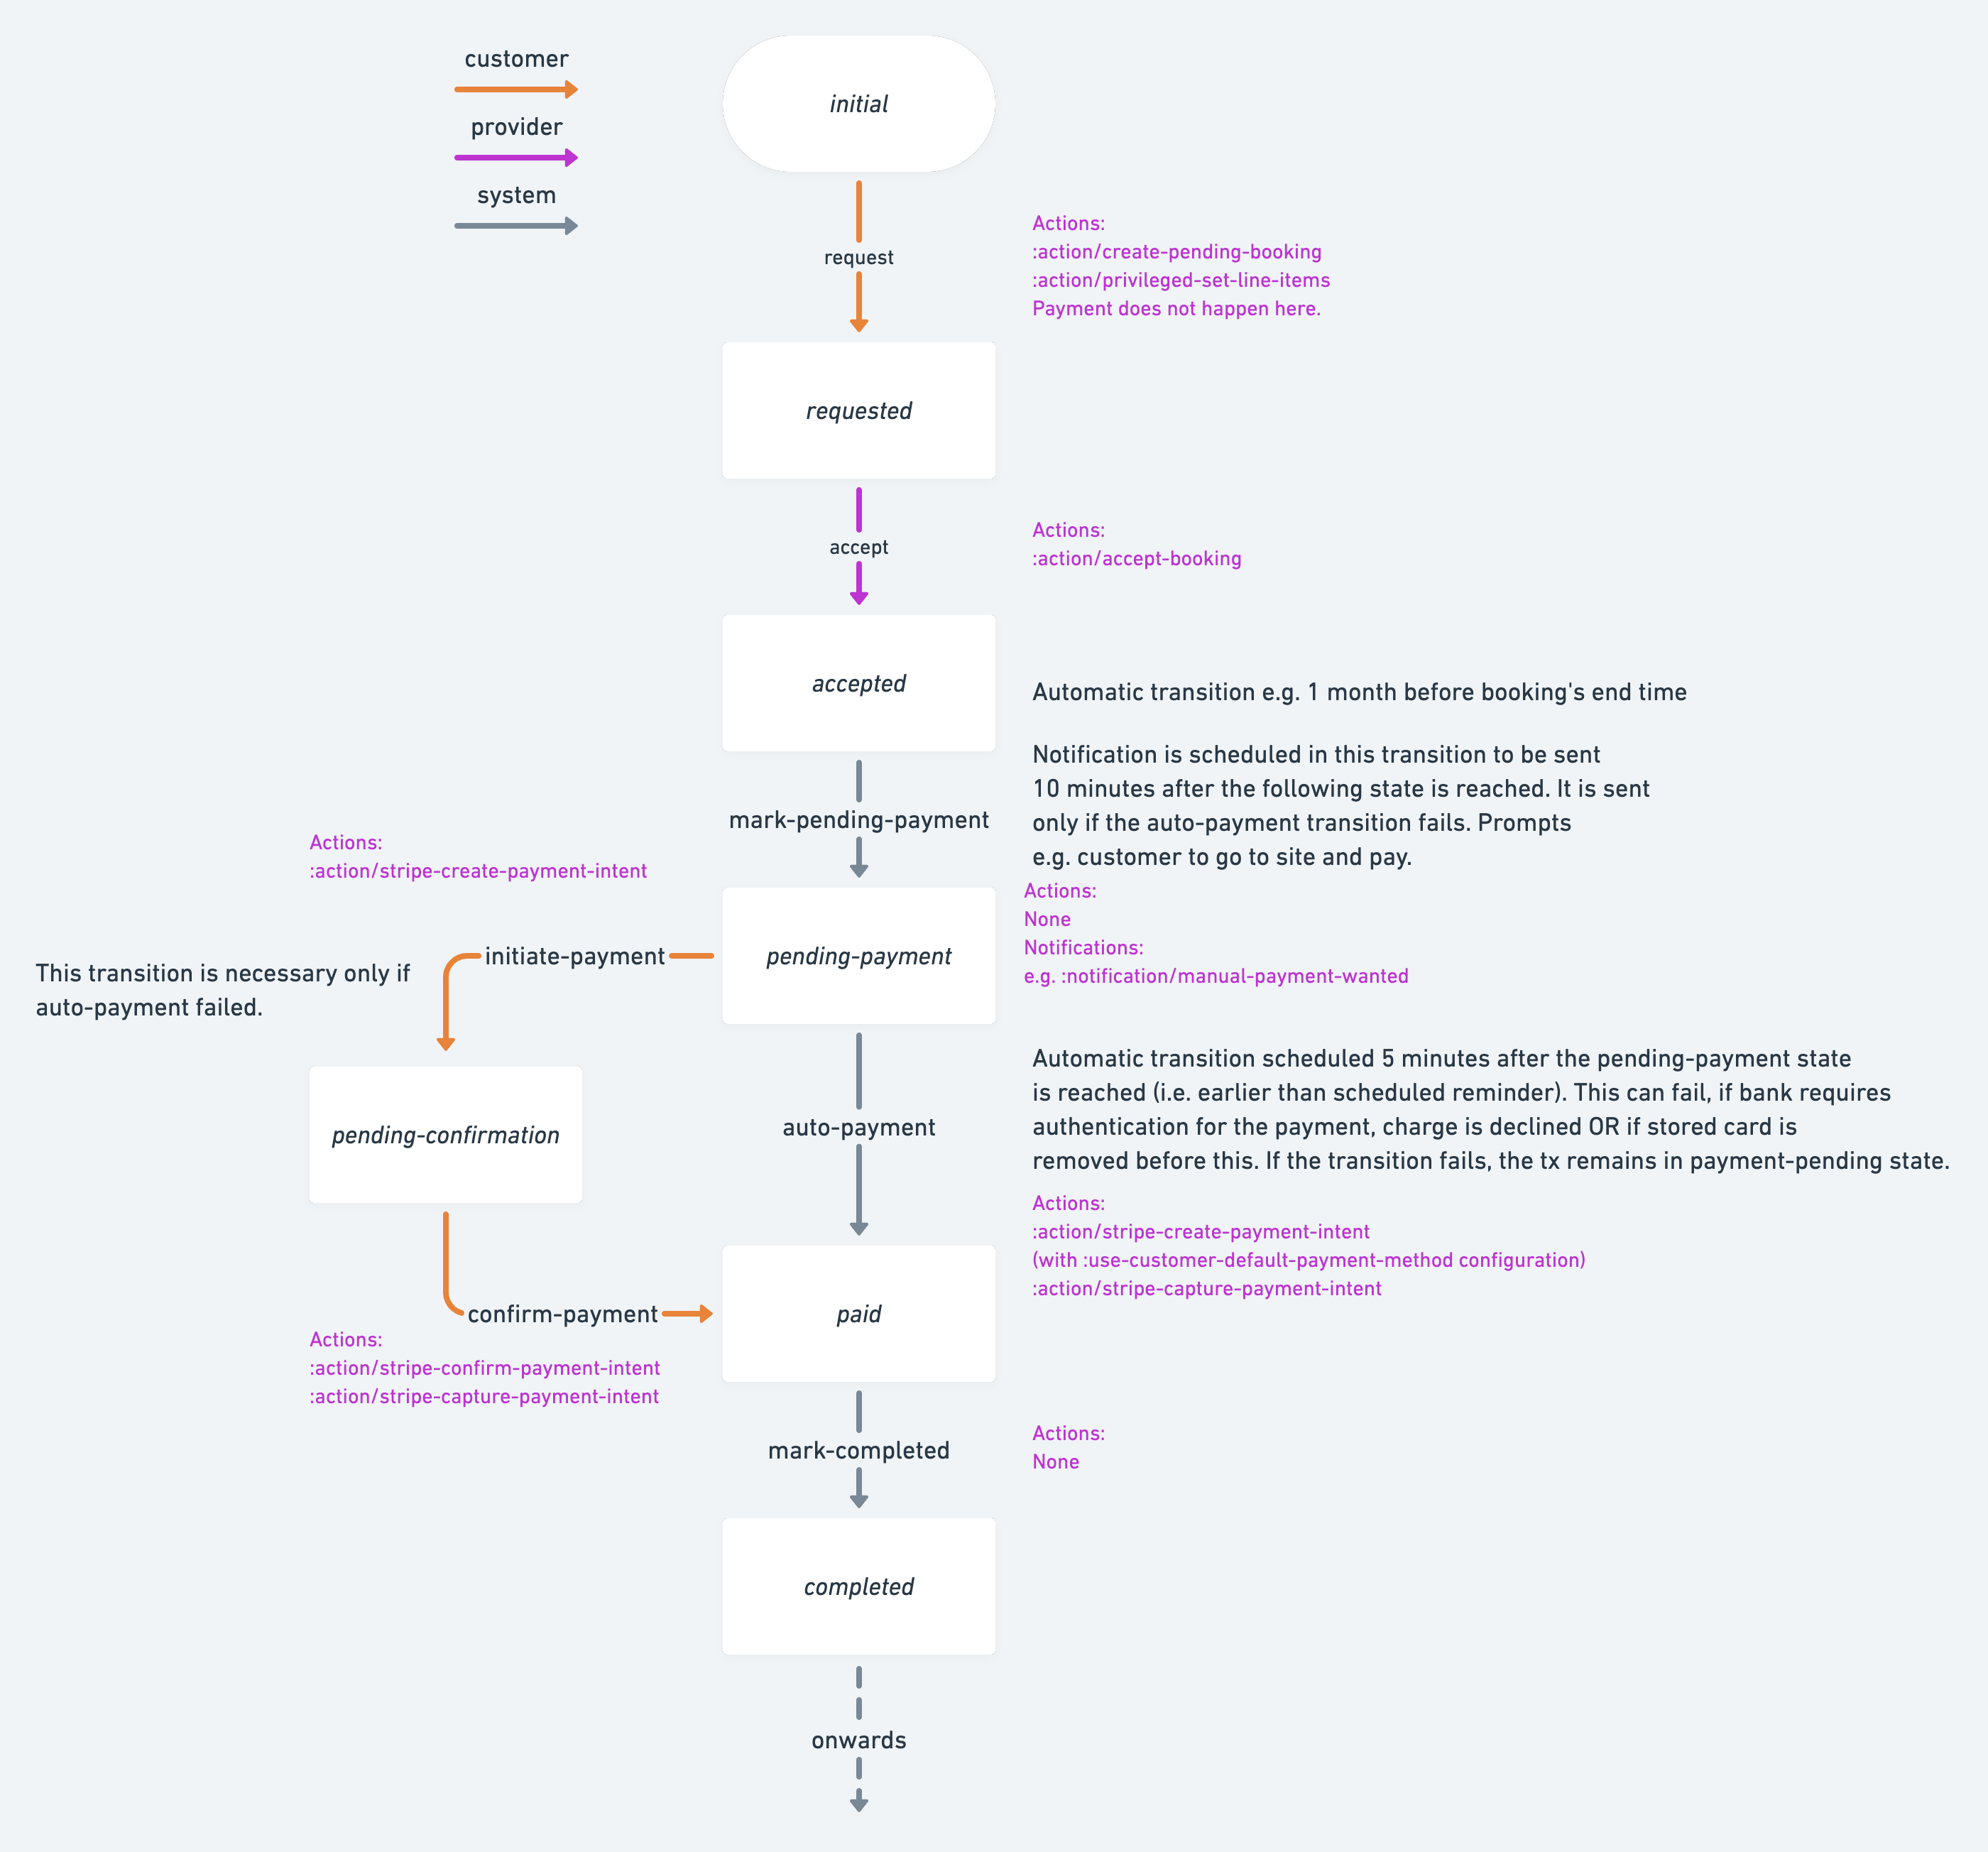 customer
provider
system
initial
request
Actions:
:action/create-pending-booking
:action/privileged-set-line-items
Payment does not happen here.
requested
accept
Actions:
:action/accept-booking
accepted
Automatic transition e.g. 1 month before booking's end time
Notification is scheduled in this transition to be sent
10 minutes after the following state is reached. It is sent
only if the auto-payment transition fails. Prompts
e.g. customer to go to site and pay.
mark-pending-payment
Actions:
None
Notifications:
e.g. :notification/manual-payment-wanted
pending-payment
Actions:
:action/stripe-create-payment-intent
initiate-payment
This transition is necessary only if
auto-payment failed.
pending-confirmation
Automatic transition scheduled 5 minutes after the pending-payment state
is reached (i.e. earlier than scheduled reminder). This can fail, if bank requires
authentication for the payment, charge is declined OR if stored card is
removed before this. If the transition fails, the tx remains in payment-pending state.
auto-payment
Actions:
:action/stripe-create-payment-intent
(with :use-customer-default-payment-method configuration)
:action/stripe-capture-payment-intent
confirm-payment
Actions:
:action/stripe-confirm-payment-intent
:action/stripe-capture-payment-intent
paid
mark-completed
Actions:
None
completed
onwards